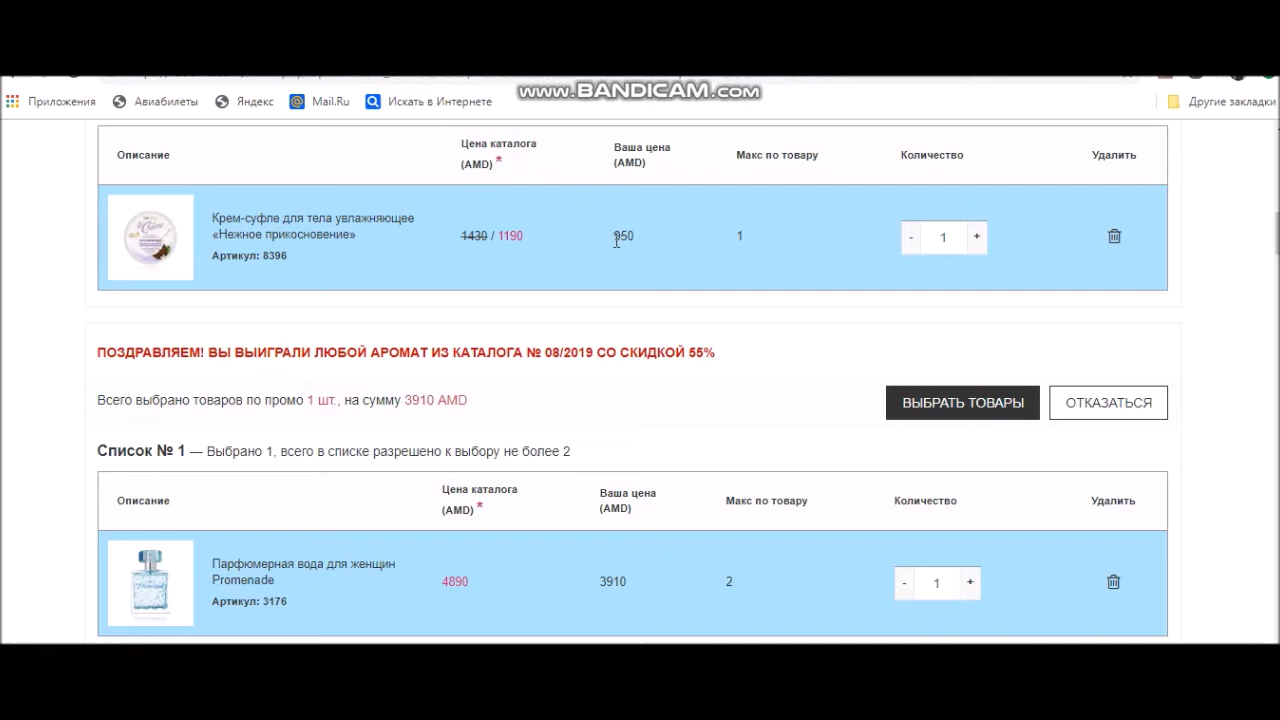 www.BANDICAM.com
Приложения Авиабилеты Яндекс Mail.Ru Искать в Интернете Другие закладки
Описание Цена каталога (AMD) * Ваша цена (AMD) Макс по товару Количество Удалить
Крем-суфле для тела увлажняющее
«Нежное прикосновение»
Артикул: 8396
1430 / 1190 950 1 - 1 +
ПОЗДРАВЛЯЕМ! ВЫ ВЫИГРАЛИ ЛЮБОЙ АРОМАТ ИЗ КАТАЛОГА № 08/2019 СО СКИДКОЙ 55%
Всего выбрано товаров по промо 1 шт., на сумму 3910 AMD
ВЫБРАТЬ ТОВАРЫ ОТКАЗАТЬСЯ
Список № 1 — Выбрано 1, всего в списке разрешено к выбору не более 2
Описание Цена каталога (AMD) * Ваша цена (AMD) Макс по товару Количество Удалить
Парфюмерная вода для женщин
Promenade
Артикул: 3176
4890 3910 2 - 1 +